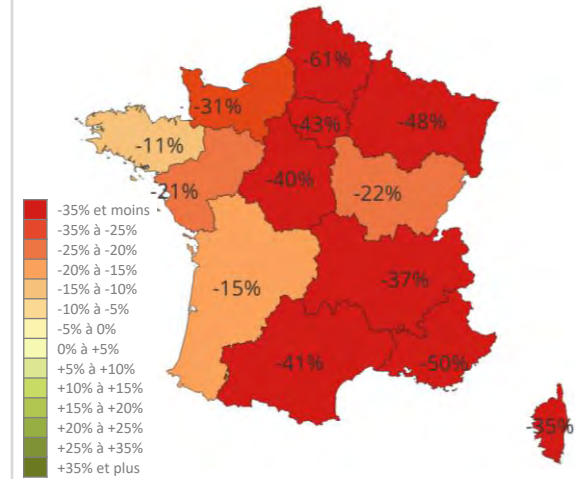 -61%
-31%
-43%
-48%
-11%
-21%
-40%
-22%
-15%
-37%
-41%
-50%
-35%
-35% et moins
-35% à -25%
-25% à -20%
-20% à -15%
-15% à -10%
-10% à -5%
-5% à 0%
0% à +5%
+5% à +10%
+10% à +15%
+15% à +20%
+20% à +25%
+25% à +35%
+35% et plus